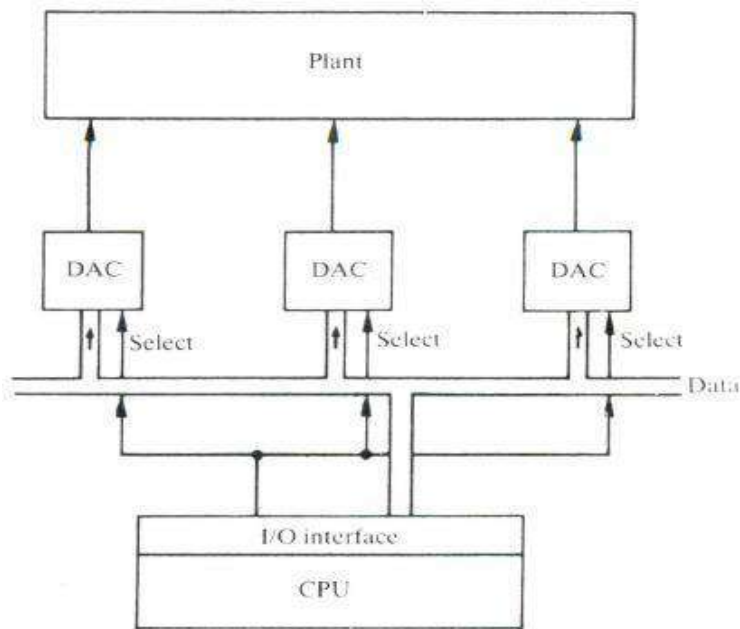 Plant
DAC
DAC
DAC
Select
Select
Select
Data
I/O interface
CPU